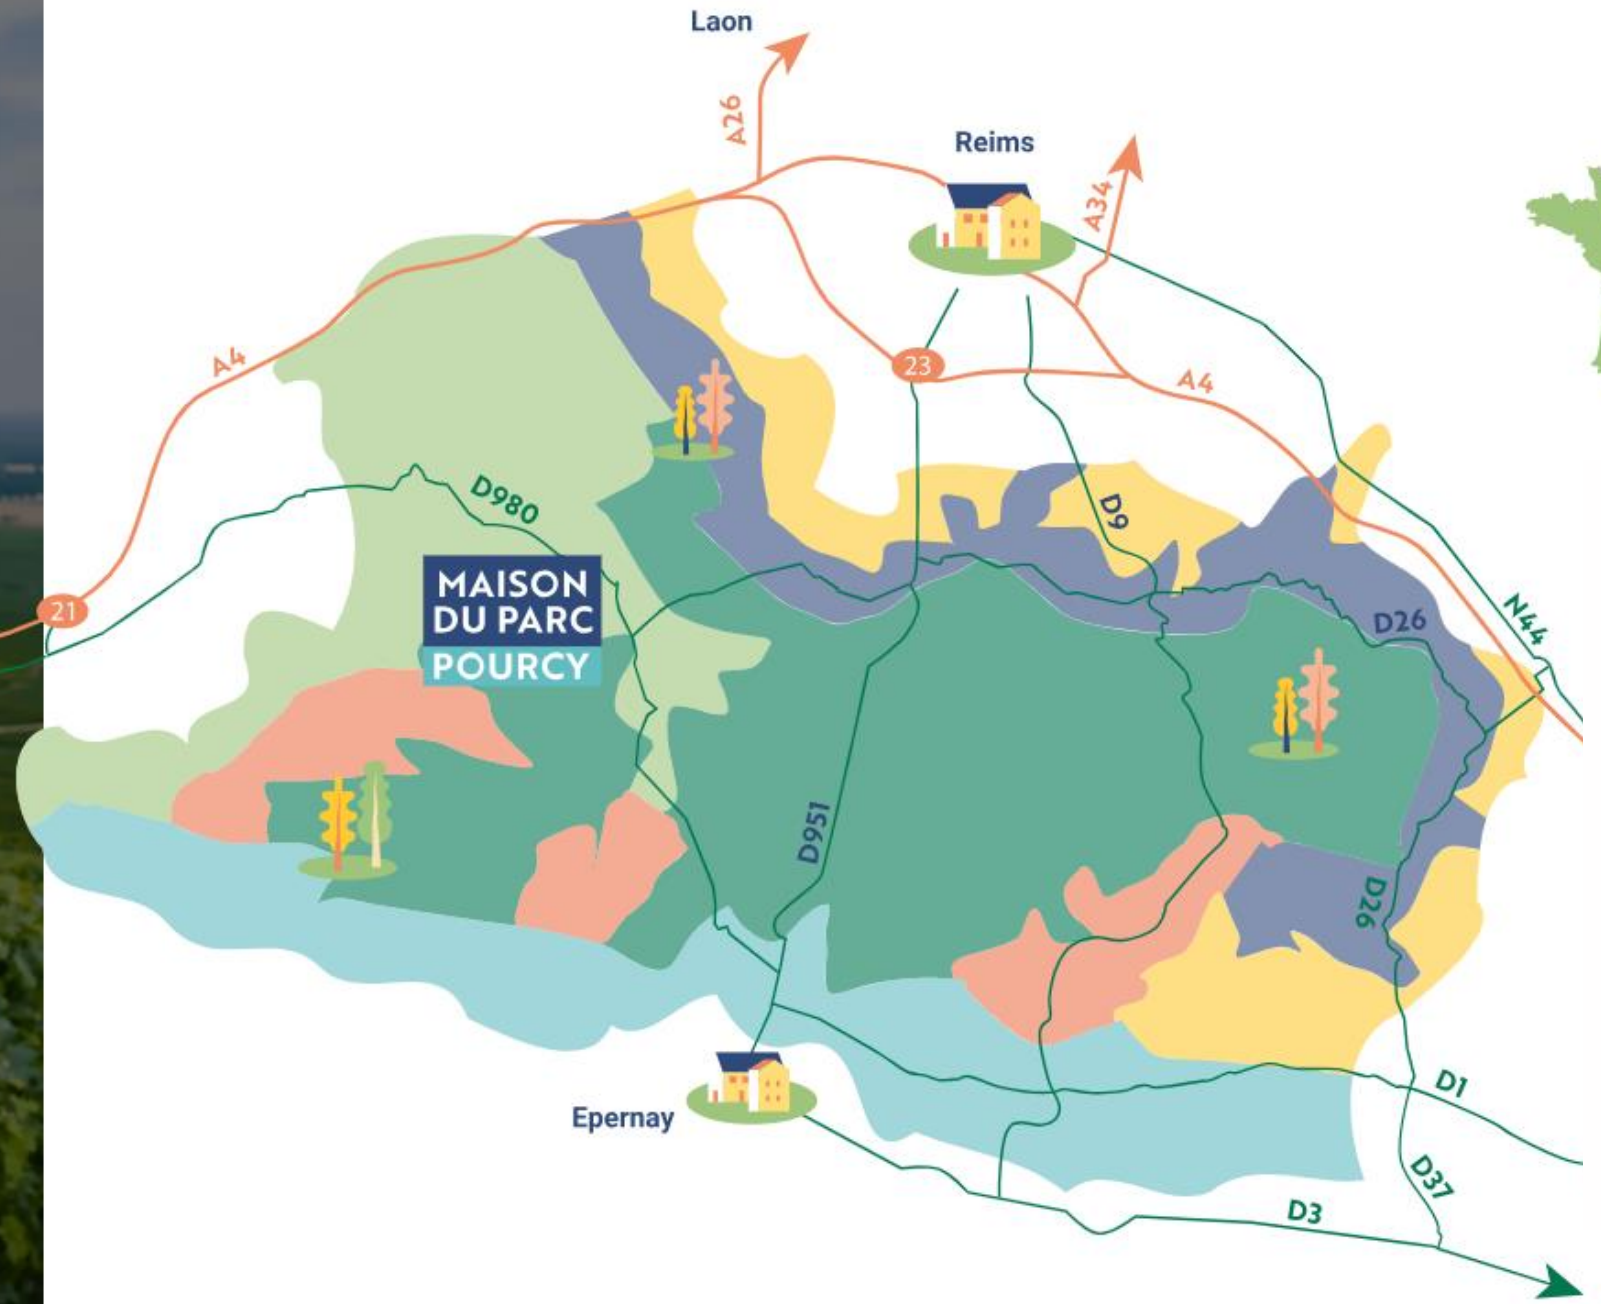 Laon
A26
Reims
A34
A4
23
A4
D980
D9
MAISON
DU PARC
POURCY
21
D26
N44
D951
D26
Epernay
D1
D37
D3